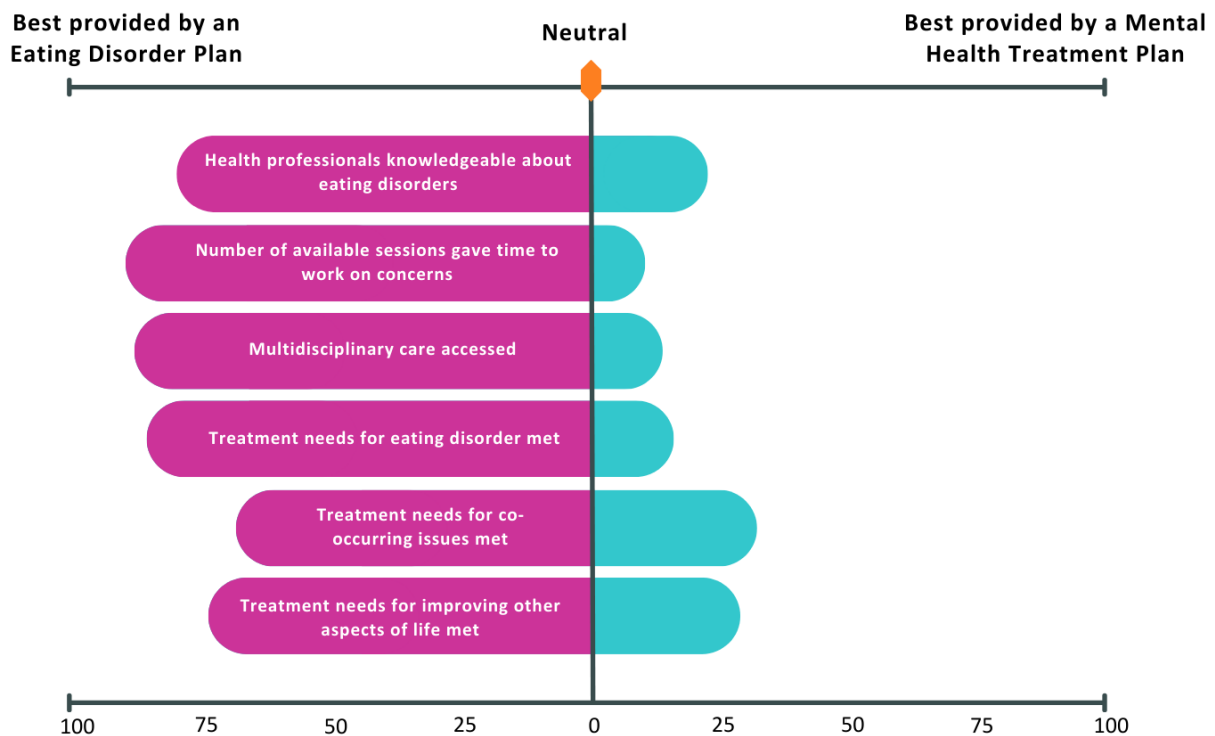 Best provided by an
Eating Disorder Plan
Neutral
Best provided by a Mental
Health Treatment Plan
Health professionals knowledgeable about
eating disorders
Number of available sessions gave time to
work on concerns
Multidisciplinary care accessed
Treatment needs for eating disorder met
Treatment needs for co-
occurring issues met
Treatment needs for improving other
aspects of life met
100 75 50 25 0 25 50 75 100